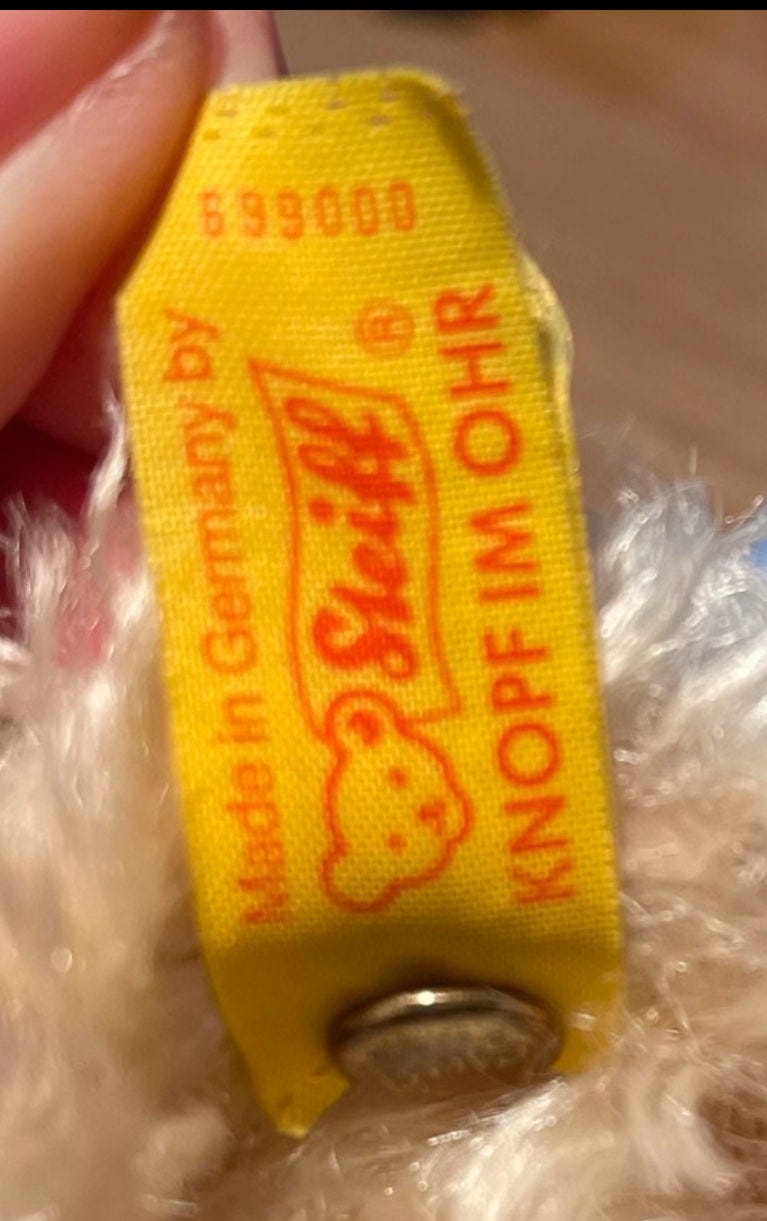 699000
Made in Germany by
Steiff ®
KNOPF IM OHR